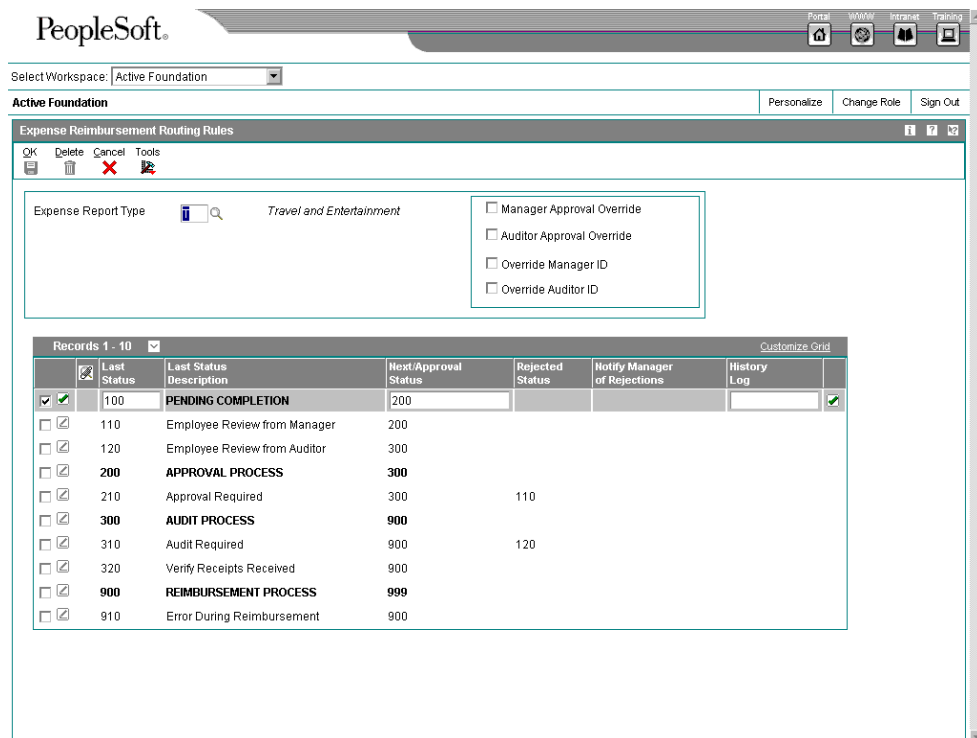 Portal WWW Intranet Training
PeopleSoft.
Select Workspace: Active Foundation
Active Foundation Personalize Change Role Sign Out
Expense Reimbursement Routing Rules
OK Delete Cancel Tools
Expense Report Type T Travel and Entertainment
Manager Approval Override
Auditor Approval Override
Override Manager ID
Override Auditor ID
Records 1 - 10 Customize Grid
Last Status Last Status Description Next/Approval Status Rejected Status Notify Manager of Rejections History Log
100 PENDING COMPLETION 200
110 Employee Review from Manager 200
120 Employee Review from Auditor 300
200 APPROVAL PROCESS 300
210 Approval Required 300 110
300 AUDIT PROCESS 900
310 Audit Required 900 120
320 Verify Receipts Received 900
900 REIMBURSEMENT PROCESS 999
910 Error During Reimbursement 900